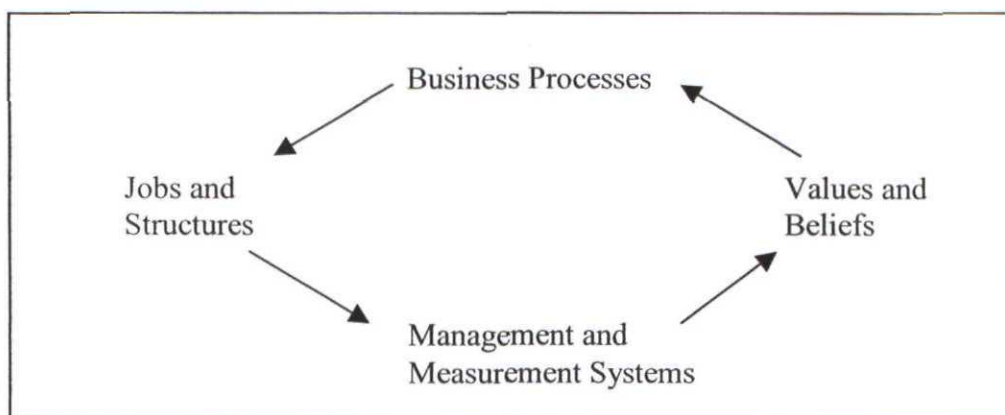 Business Processes
Jobs and
Structures
Values and
Beliefs
Management and
Measurement Systems